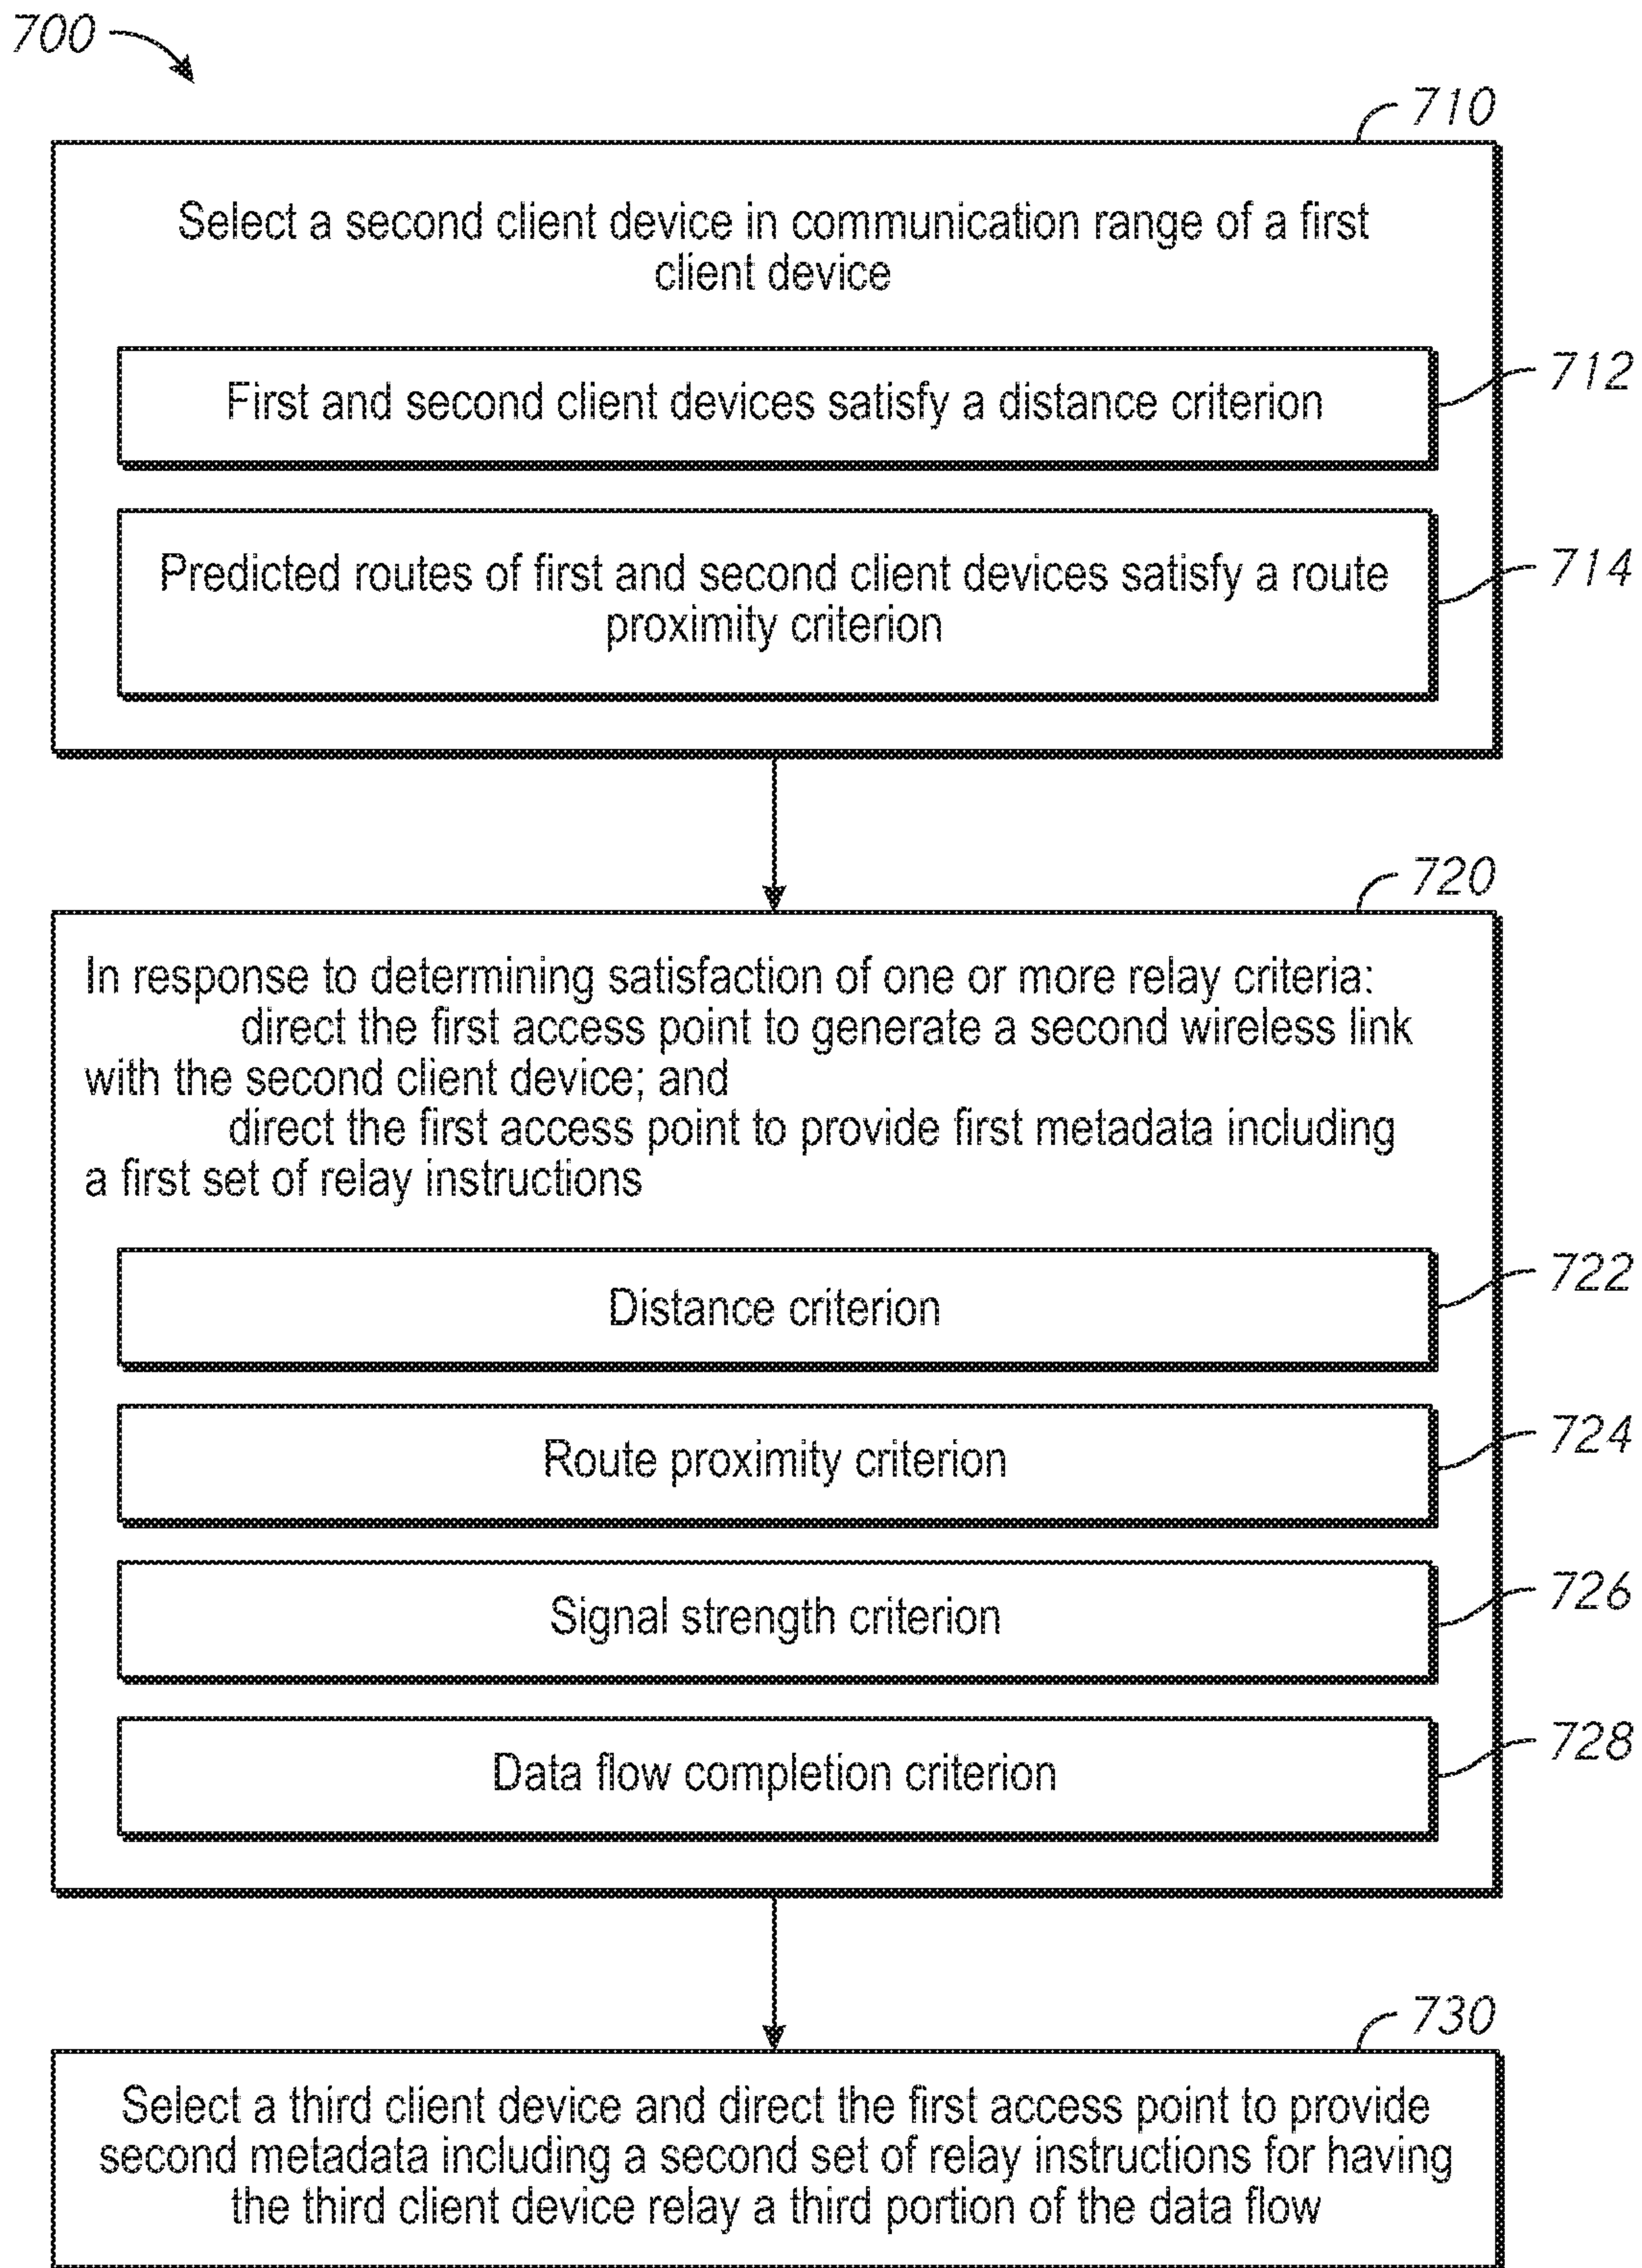 700
710
Select a second client device in communication range of a first
client device
712
First and second client devices satisfy a distance criterion
714
Predicted routes of first and second client devices satisfy a route
proximity criterion
720
In response to determining satisfaction of one or more relay criteria:
direct the first access point to generate a second wireless link
with the second client device; and
direct the first access point to provide first metadata including
a first set of relay instructions
722
Distance criterion
724
Route proximity criterion
726
Signal strength criterion
728
Data flow completion criterion
730
Select a third client device and direct the first access point to provide
second metadata including a second set of relay instructions for having
the third client device relay a third portion of the data flow